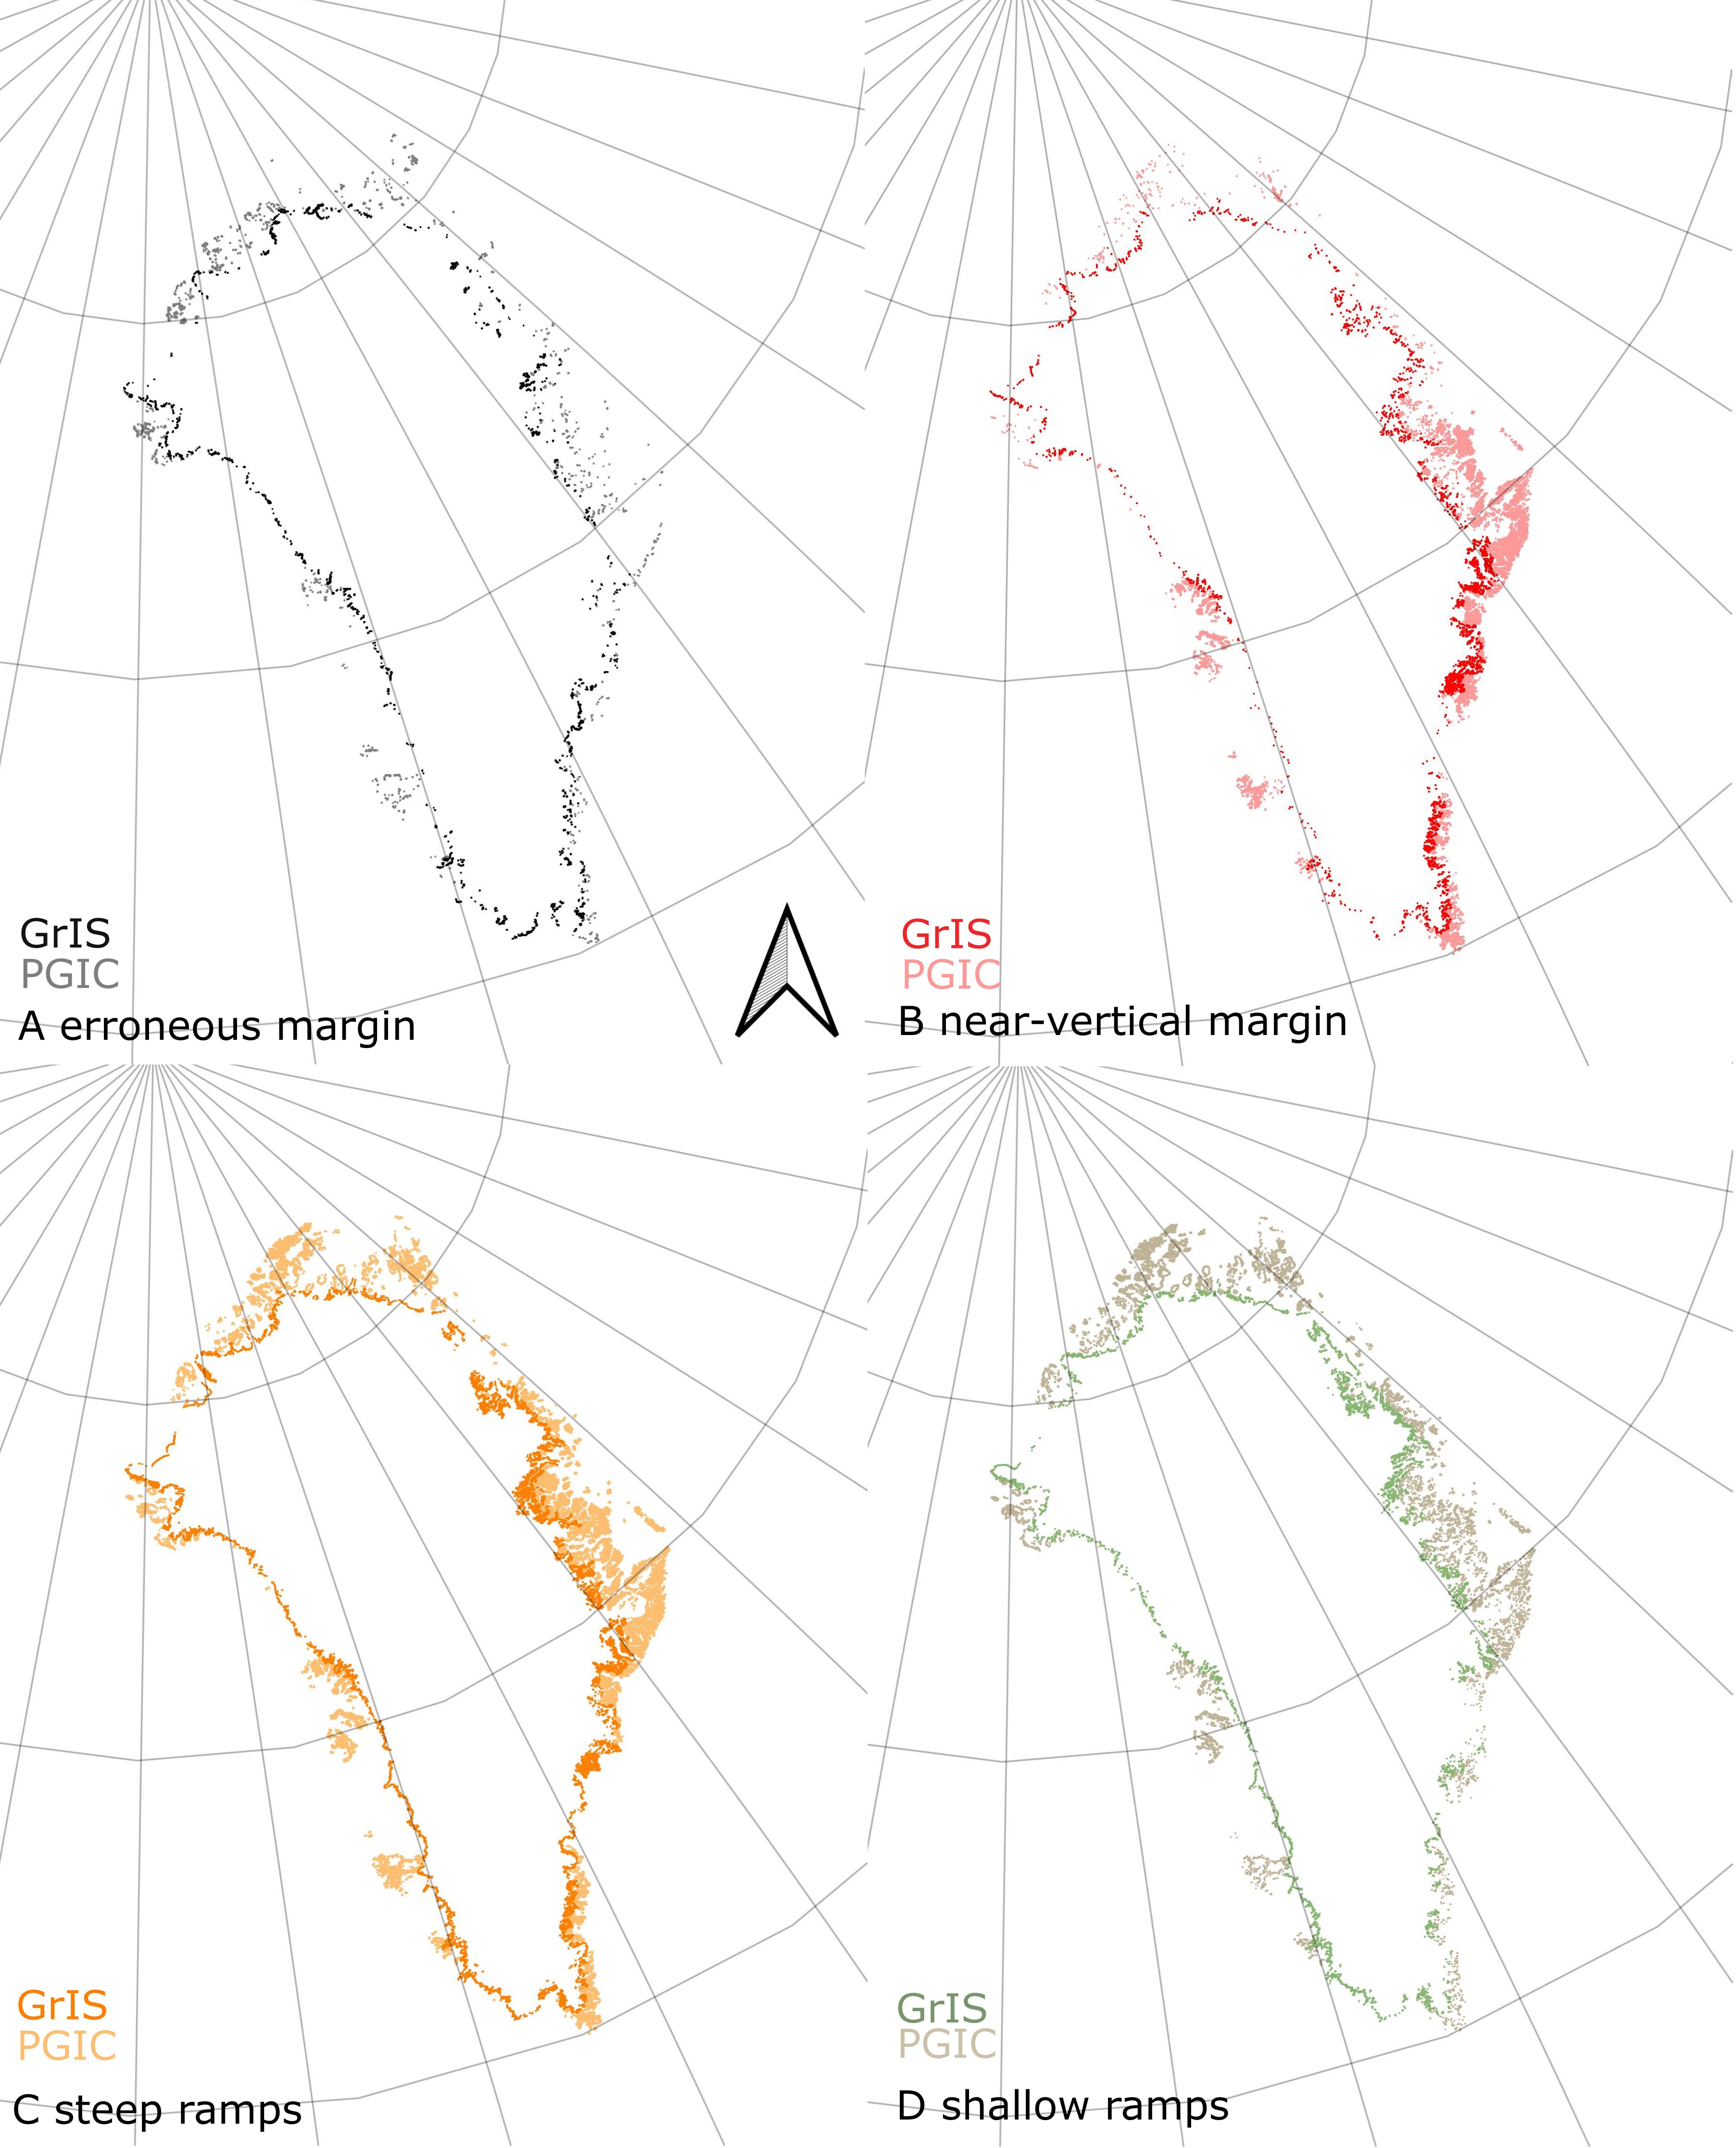 GrIS
PGIC
A erroneous margin
GrIS
PGIC
B near-vertical margin
GrIS
PGIC
C steep ramps
GrIS
PGIC
D shallow ramps